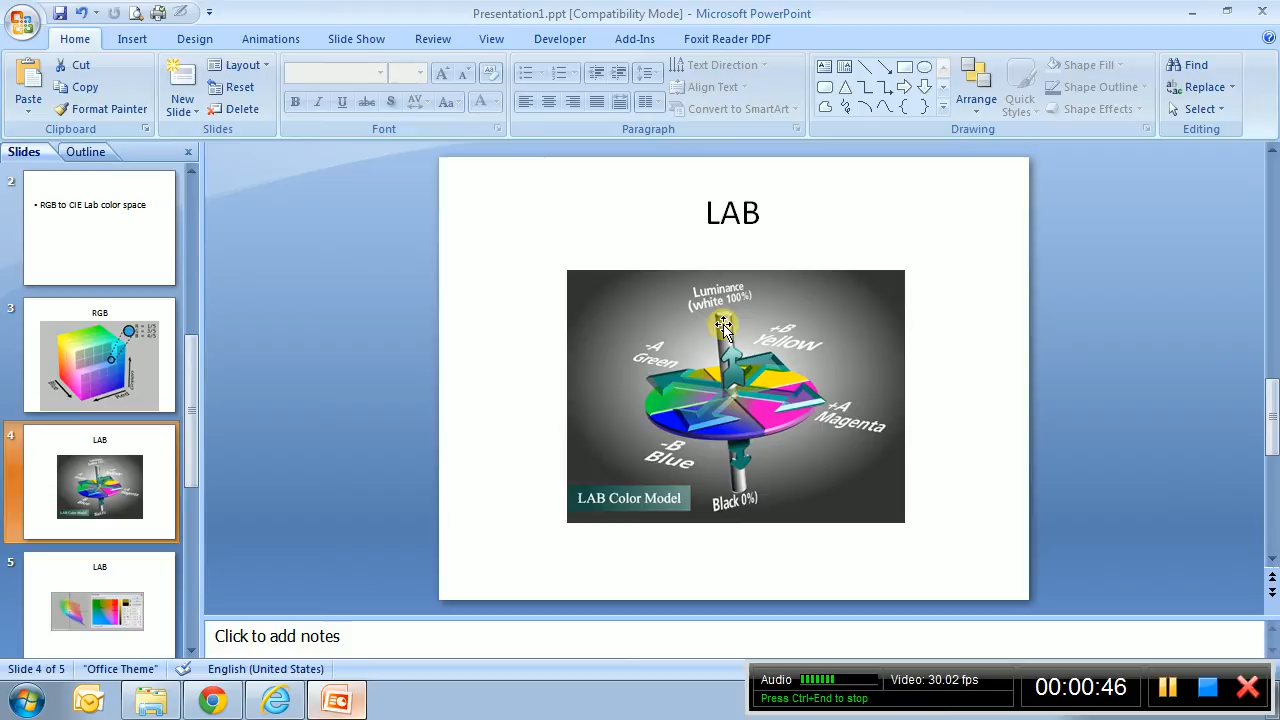 Presentation1.ppt [Compatibility Mode] - Microsoft PowerPoint
Home
Insert
Design
Animations
Slide Show
Review
View
Developer
Add-Ins
Foxit Reader PDF
Paste
Cut
Copy
Format Painter
Clipboard
New
Slide
Layout
Reset
Delete
Slides
B I U abc S AV Aa A
Font
Text Direction
Align Text
Convert to SmartArt
Paragraph
Arrange
Quick
Styles
Shape Fill
Shape Outline
Shape Effects
Drawing
Find
Replace
Select
Editing
Slides
Outline
2
• RGB to CIE Lab color space
3
RGB
4
LAB
5
LAB
LAB
Luminance
(white 100%)
+B
Yellow
-A
Green
+A
Magenta
-B
Blue
LAB Color Model
Black 0%)
Click to add notes
Slide 4 of 5
"Office Theme"
English (United States)
Audio
Video: 30.02 fps
Press Ctrl+End to stop
00:00:46